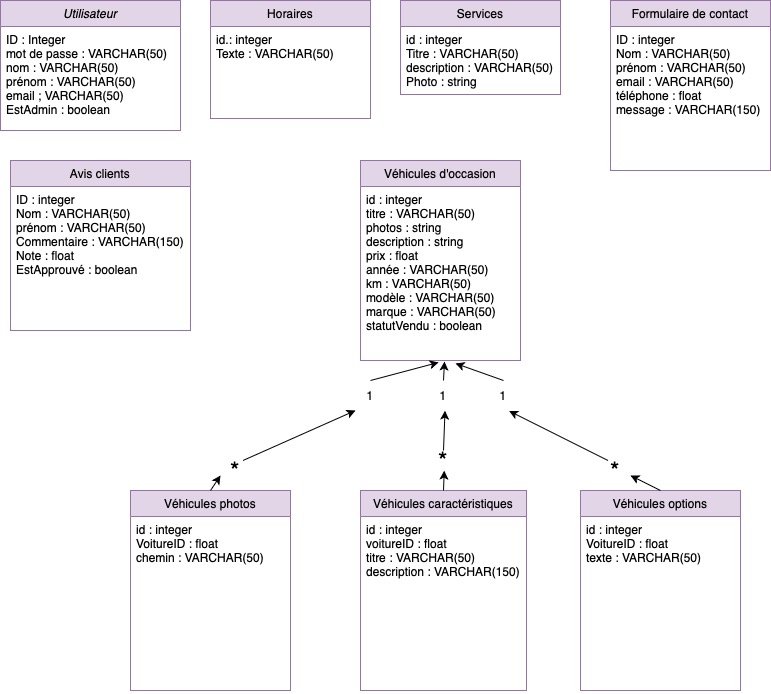 Utilisateur
ID : Integer
mot de passe : VARCHAR(50)
nom : VARCHAR(50)
prénom : VARCHAR(50)
email ; VARCHAR(50)
EstAdmin : boolean
Horaires
id.: integer
Texte : VARCHAR(50)
Services
id : integer
Titre : VARCHAR(50)
description : VARCHAR(50)
Photo : string
Formulaire de contact
ID : integer
Nom : VARCHAR(50)
prénom : VARCHAR(50)
email : VARCHAR(50)
téléphone : float
message : VARCHAR(150)
Avis clients
ID : integer
Nom : VARCHAR(50)
prénom : VARCHAR(50)
Commentaire : VARCHAR(150)
Note : float
EstApprouvé : boolean
Véhicules d'occasion
id : integer
titre : VARCHAR(50)
photos : string
description : string
prix : float
année : VARCHAR(50)
km : VARCHAR(50)
modèle : VARCHAR(50)
marque : VARCHAR(50)
statutVendu : boolean
1
1
1
*
*
*
Véhicules photos
id : integer
VoitureID : float
chemin : VARCHAR(50)
Véhicules caractéristiques
id : integer
voitureID : float
titre : VARCHAR(50)
description : VARCHAR(150)
Véhicules options
id : integer
VoitureID : float
texte : VARCHAR(50)